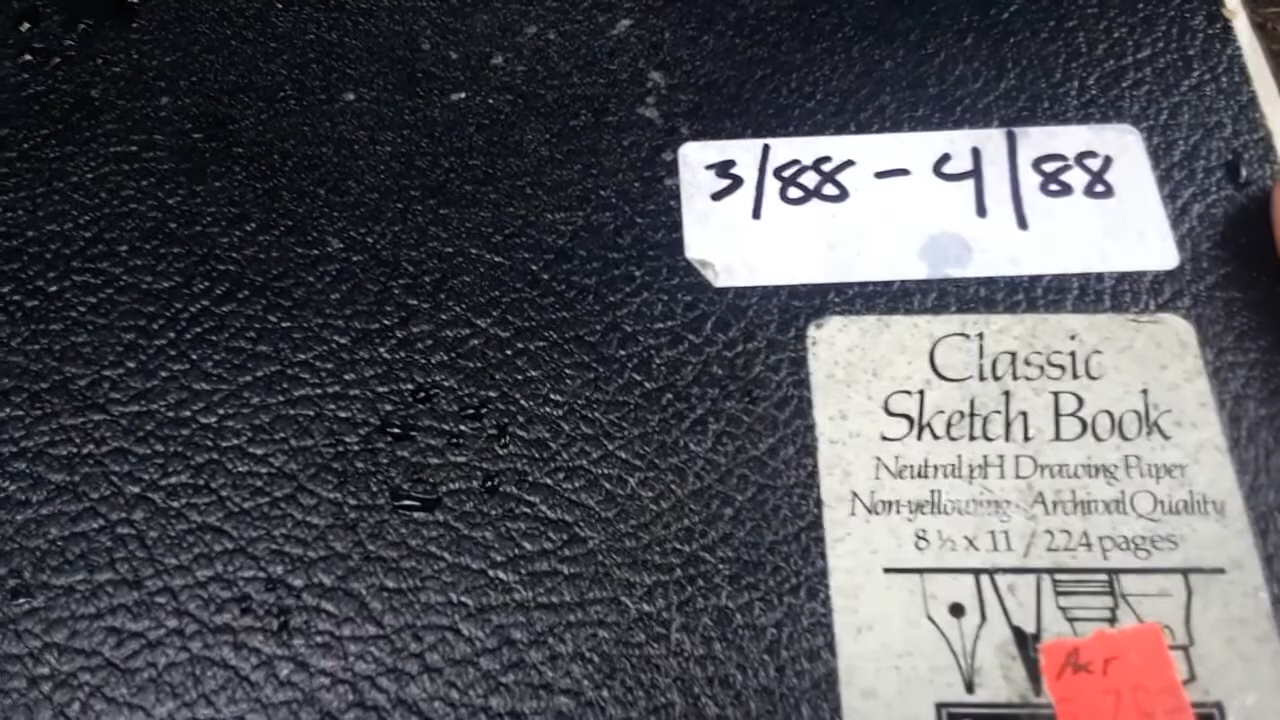 3/88 - 4/88
Classic
Sketch Book
Neutral pH Drawing Paper
Non-yellowing · Archival Quality
8 ½ x 11 / 224 pages